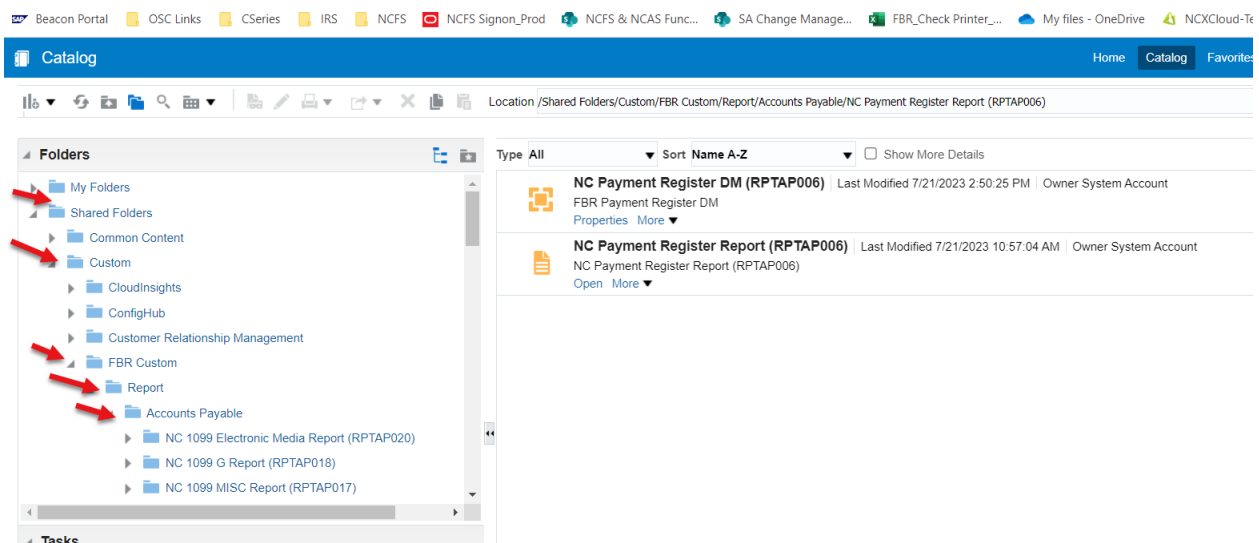 Beacon Portal OSC Links CSeries IRS NCFS NCFS Signon_Prod NCFS & NCAS Func... SA Change Manage... FBR_Check Printer_... My files - OneDrive NCXCloud-Te
Catalog Home Catalog Favorites
Location /Shared Folders/Custom/FBR Custom/Report/Accounts Payable/NC Payment Register Report (RPTAP006)
Folders
My Folders
Shared Folders
Common Content
Custom
CloudInsights
ConfigHub
Customer Relationship Management
FBR Custom
Report
Accounts Payable
NC 1099 Electronic Media Report (RPTAP020)
NC 1099 G Report (RPTAP018)
NC 1099 MISC Report (RPTAP017)
Tasks
Type All Sort Name A-Z Show More Details
NC Payment Register DM (RPTAP006) Last Modified 7/21/2023 2:50:25 PM Owner System Account
FBR Payment Register DM
Properties More
NC Payment Register Report (RPTAP006) Last Modified 7/21/2023 10:57:04 AM Owner System Account
NC Payment Register Report (RPTAP006)
Open More